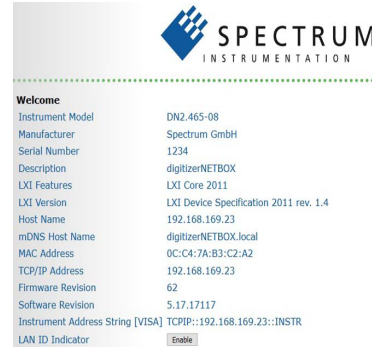 SPECTRUM
INSTRUMENTATION
Welcome
Instrument Model DN2.465-08
Manufacturer Spectrum GmbH
Serial Number 1234
Description digitizerNETBOX
LXI Features LXI Core 2011
LXI Version LXI Device Specification 2011 rev. 1.4
Host Name 192.168.169.23
mDNS Host Name digitizerNETBOX.local
MAC Address 0C:C4:7A:B3:C2:A2
TCP/IP Address 192.168.169.23
Firmware Revision 62
Software Revision 5.17.17117
Instrument Address String [VISA] TCPIP::192.168.169.23::INSTR
LAN ID Indicator Enable